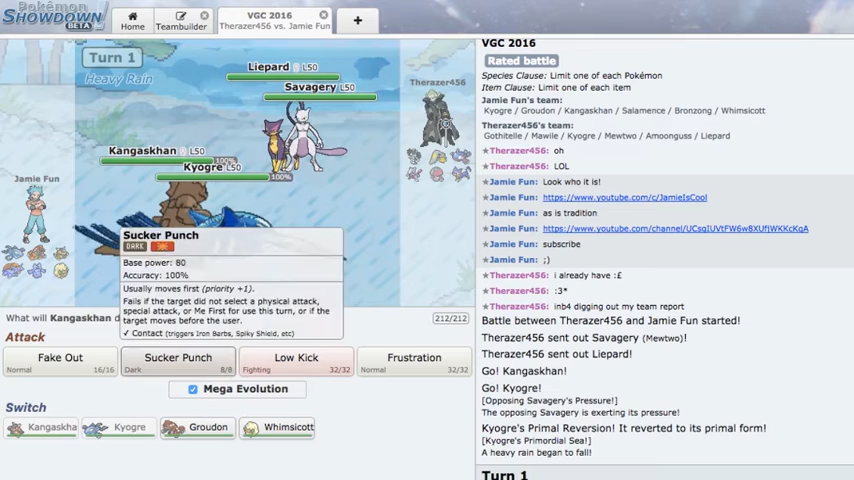 Pokémon
SHOWDOWN
BETA
Home
Teambuilder
VGC 2016
Therazer456 vs. Jamie Fun
+
Turn 1
Heavy Rain
Liepard L50
Savagery L50
Therazer456
Kangaskhan L50
100%
Kyogre L50
100%
Jamie Fun
Sucker Punch
DARK
Base power: 80
Accuracy: 100%
Usually moves first (priority +1).
Fails if the target did not select a physical attack,
special attack, or Me First for use this turn, or if the
target moves before the user.
✓ Contact (triggers Iron Barbs, Spiky Shield, etc)
What will Kangaskhan d
212/212
Attack
Fake Out
Normal 16/16
Sucker Punch
Dark 8/8
Low Kick
Fighting 32/32
Frustration
Normal 32/32
Mega Evolution
Switch
Kangaskha
Kyogre
Groudon
Whimsicott
VGC 2016
Rated battle
Species Clause: Limit one of each Pokémon
Item Clause: Limit one of each item
Jamie Fun's team:
Kyogre / Groudon / Kangaskhan / Salamence / Bronzong / Whimsicott
Therazer456's team:
Gothitelle / Mawile / Kyogre / Mewtwo / Amoonguss / Liepard
★Therazer456: oh
★Therazer456: LOL
★Jamie Fun: Look who it is!
★Jamie Fun: https://www.youtube.com/c/JamieIsCool
★Jamie Fun: as is tradition
★Jamie Fun: 
★Jamie Fun: subscribe
★Jamie Fun: ;)
★Therazer456: i already have :£
★Therazer456: :3*
★Therazer456: inb4 digging out my team report
Battle between Therazer456 and Jamie Fun started!
Therazer456 sent out Savagery (Mewtwo)!
Therazer456 sent out Liepard!
Go! Kangaskhan!
Go! Kyogre!
[Opposing Savagery's Pressure!]
The opposing Savagery is exerting its pressure!
Kyogre's Primal Reversion! It reverted to its primal form!
[Kyogre's Primordial Sea!]
A heavy rain began to fall!
Turn 1